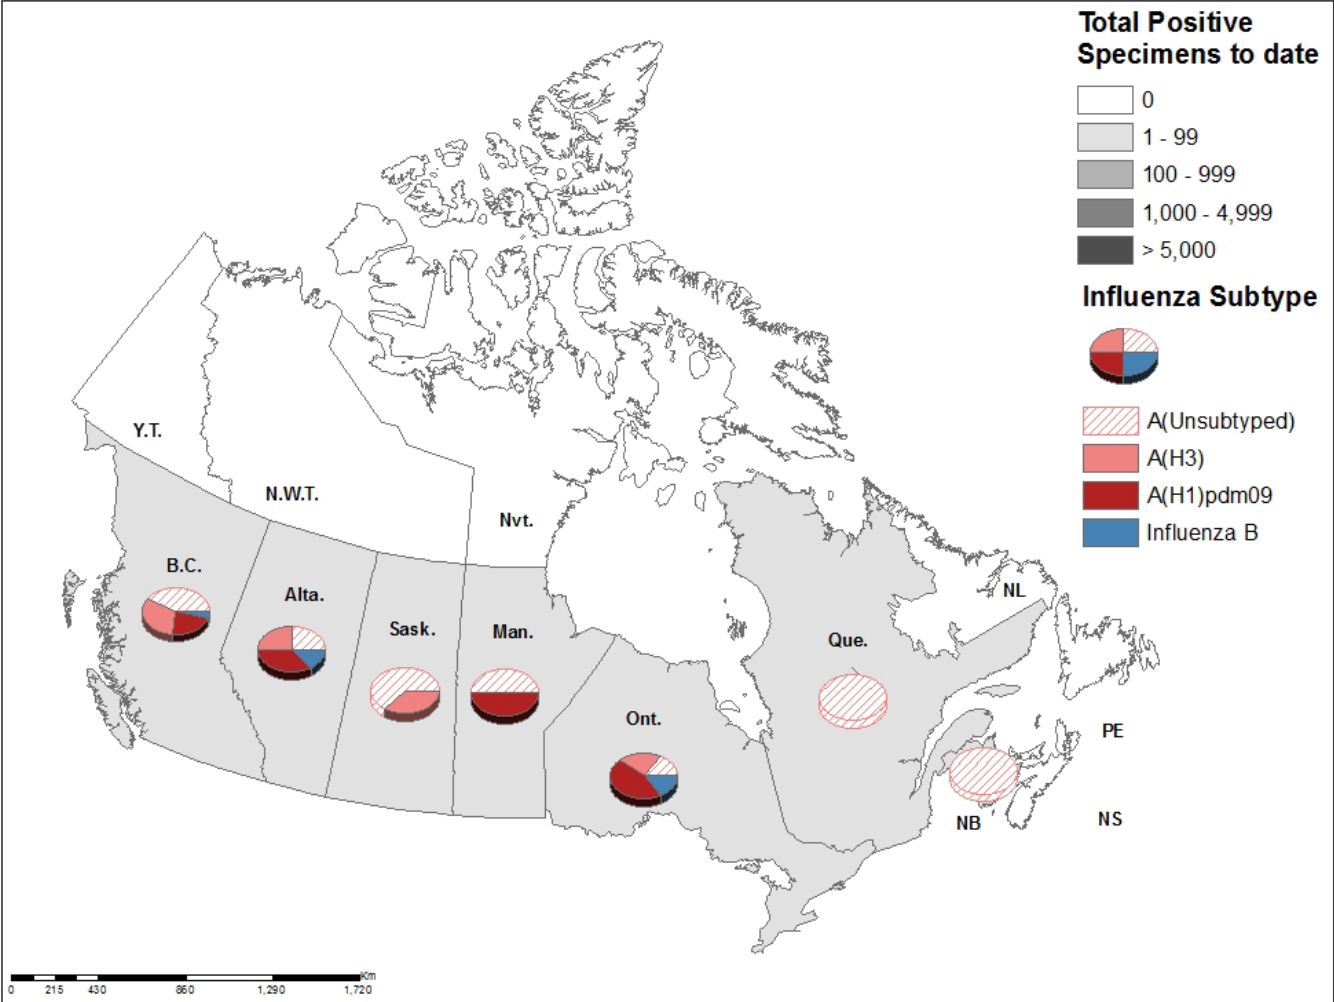 Total Positive
Specimens to date
0
1 - 99
100 - 999
1,000 - 4,999
> 5,000
Influenza Subtype
A(Unsubtyped)
A(H3)
A(H1)pdm09
Influenza B
Y.T.
N.W.T.
Nvt.
B.C.
Alta.
Sask.
Man.
Ont.
Que.
NL
PE
NB
NS
Km
0 215 430 860 1,290 1,720